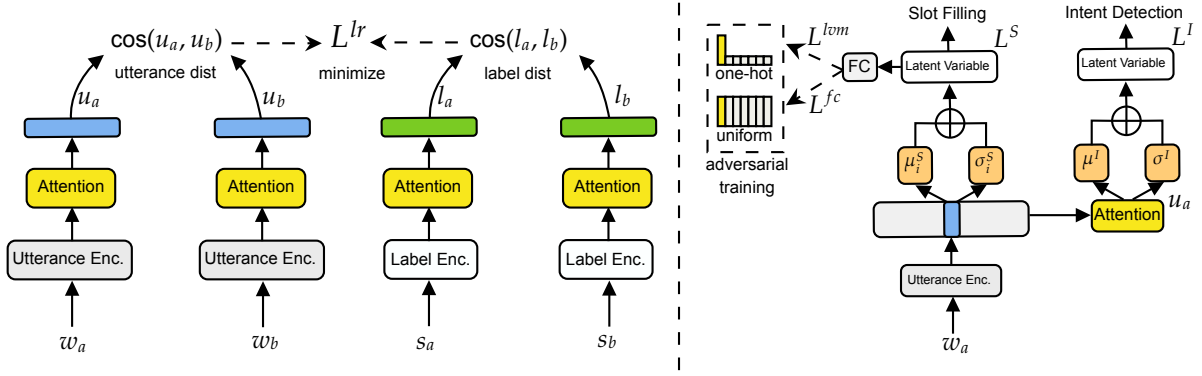 cos(u_a, u_b)
L^{lr}
cos(l_a, l_b)
utterance dist
minimize
label dist
u_a
u_b
l_a
l_b
Attention
Attention
Attention
Attention
Utterance Enc.
Utterance Enc.
Label Enc.
Label Enc.
w_a
w_b
s_a
s_b
Slot Filling
Intent Detection
L^{lvm}
L^S
L^I
one-hot
FC
Latent Variable
Latent Variable
L^{fc}
uniform
adversarial
training
μ_i^S
σ_i^S
μ^I
σ^I
u_a
Attention
Utterance Enc.
w_a